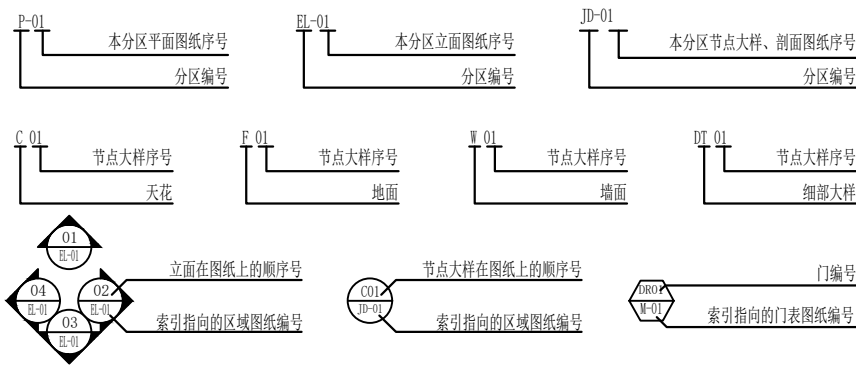 P-01
本分区平面图纸序号
分区编号
EL-01
本分区立面图纸序号
分区编号
JD-01
本分区节点大样、剖面图纸序号
分区编号
C 01
节点大样序号
天花
F 01
节点大样序号
地面
W 01
节点大样序号
墙面
DT 01
节点大样序号
细部大样
01
EL-01
04
EL-01
02
EL-01
03
EL-01
立面在图纸上的顺序号
索引指向的区域图纸编号
C01
JD-01
节点大样在图纸上的顺序号
索引指向的区域图纸编号
DR01
M-01
门编号
索引指向的门表图纸编号